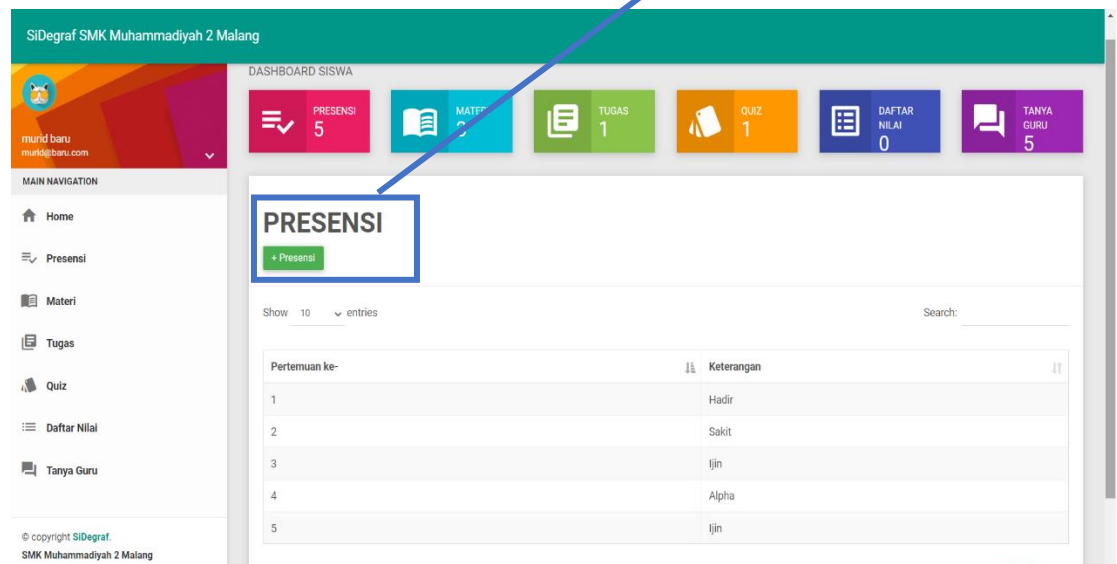 SiDegraf SMK Muhammadiyah 2 Malang
murid baru
murid@baru.com
MAIN NAVIGATION
Home
Presensi
Materi
Tugas
Quiz
Daftar Nilai
Tanya Guru
© copyright SiDegraf.
SMK Muhammadiyah 2 Malang
DASHBOARD SISWA
PRESENSI
5
TUGAS
1
QUIZ
1
DAFTAR
NILAI
0
TANYA
GURU
5
PRESENSI
+ Presensi
Show 10 entries
Search:
Pertemuan ke- Keterangan
1 Hadir
2 Sakit
3 Ijin
4 Alpha
5 Ijin